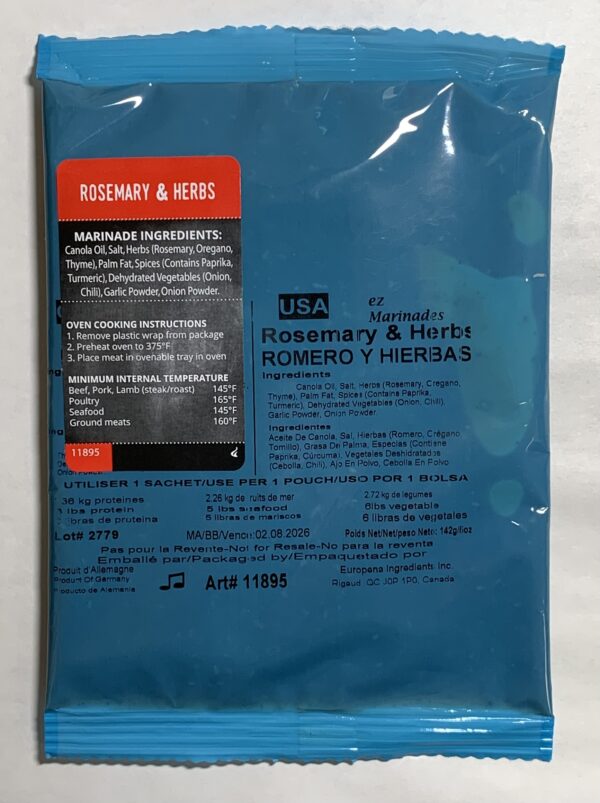 ROSEMARY & HERBS
MARINADE INGREDIENTS:
Canola Oil, Salt, Herbs (Rosemary, Oregano,
Thyme), Palm Fat, Spices (Contains Paprika,
Turmeric), Dehydrated Vegetables (Onion,
Chili), Garlic Powder, Onion Powder.
OVEN COOKING INSTRUCTIONS
1. Remove plastic wrap from package
2. Preheat oven to 375°F
3. Place meat in ovenable tray in oven
MINIMUM INTERNAL TEMPERATURE
Beef, Pork, Lamb (steak/roast) 145°F
Poultry 165°F
Seafood 145°F
Ground meats 160°F
11895
USA
ez
Marinades
Rosemary & Herbs
ROMERO Y HIERBAS
Ingredients
Canola Oil, Salt, Herbs (Rosemary, Oregano,
Thyme), Palm Fat, Spices (Contains Paprika,
Turmeric), Dehydrated Vegetables (Onion, Chili),
Garlic Powder, Onion Powder.
Ingredientes
Aceite De Canola, Sal, Hierbas (Romero, Orégano
Tomillo), Grasa De Palma, Especias (Contiene
Paprika, Cúrcuma), Vegetales Deshidratados
(Cebolla, Chili), Ajo En Polvo, Cebolla En Polvo
UTILISER 1 SACHET/USE PER 1 POUCH/USO POR 1 BOLSA
kg proteines 2.26 kg de fruits de mer 2.72 kg de legumes
lbs protein 5 lbs seafood 6lbs vegetable
libras de proteina 5 libras de mariscos 6 libras de vegetales
Lot# 2779 MA/BB/Venci:02.08.2026 Poids Net/Net/peso Neto: 142g/5oz
Pas pour la Revente-Not for Resale-No para la reventa
Emballé par/Packaged by/Empaquetado por
Produit d'Allemagne Europena Ingredients Inc.
Product Of Germany Art# 11895 Rigaud, QC J0P 1P0, Canada
Producto de Alemania